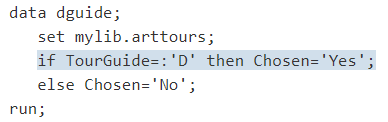 data dguide;
set mylib.arttours;
if TourGuide=:'D' then Chosen='Yes';
else Chosen='No';
run;